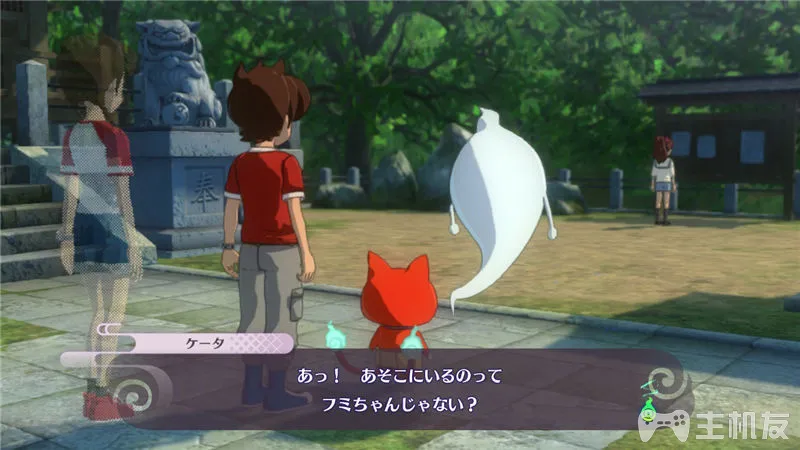 奉
ケータ
あっ！　あそこにいるのって
フミちゃんじゃない？
主机友